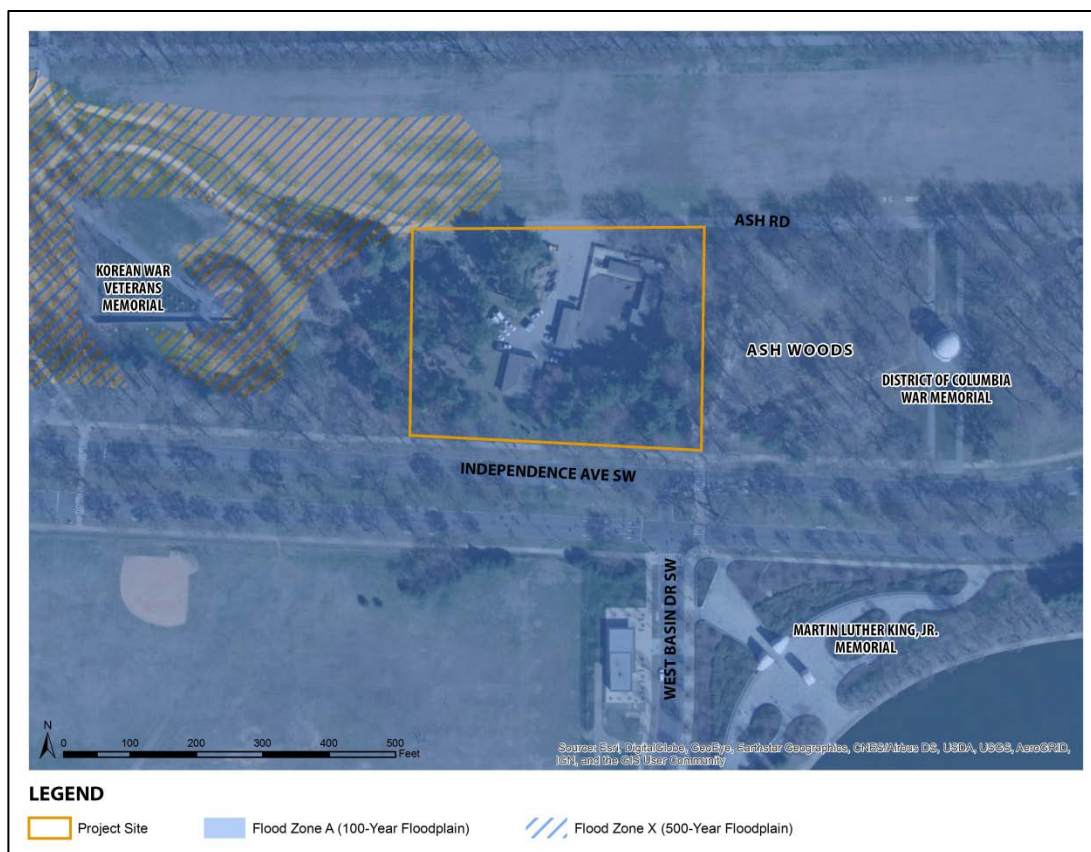 ASH RD
KOREAN WAR
VETERANS
MEMORIAL
ASH WOODS
DISTRICT OF COLUMBIA
WAR MEMORIAL
INDEPENDENCE AVE SW
WEST BASIN DR SW
MARTIN LUTHER KING, JR.
MEMORIAL
N
0 100 200 300 400 500
Feet
Source: Esri, DigitalGlobe, GeoEye, Earthstar Geographics, CNES/Airbus DS, USDA, USGS, AeroGRID,
IGN, and the GIS User Community
LEGEND
Project Site
Flood Zone A (100-Year Floodplain)
Flood Zone X (500-Year Floodplain)